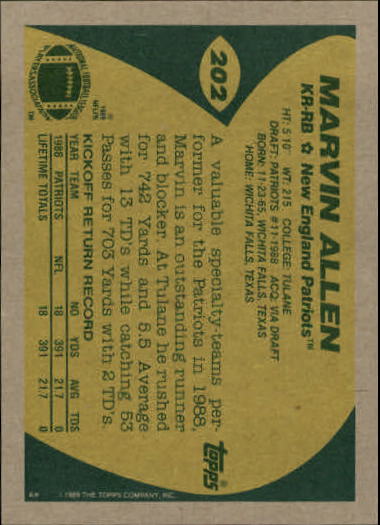 202
MARVIN ALLEN
KR-RB ☆ New England Patriots™
HT: 5'10" WT: 215 COLLEGE: TULANE
DRAFT: PATRIOTS #11-1988 ACQ: VIA DRAFT
BORN: 11-23-65, WICHITA FALLS, TEXAS
HOME: WICHITA FALLS, TEXAS
A valuable specialty-teams per-
former for the Patriots in 1988,
Marvin is an outstanding runner
and blocker. At Tulane he rushed
for 742 Yards and 5.5 Average
with 13 TD's while catching 53
Passes for 703 Yards with 2 TD's.
topps
KICKOFF RETURN RECORD
YEAR TEAM NO YDS AVG TDS
1988 PATRIOTS NFL 18 391 21.7 0
LIFETIME TOTALS 18 391 21.7 0
© 1989 THE TOPPS COMPANY, INC.